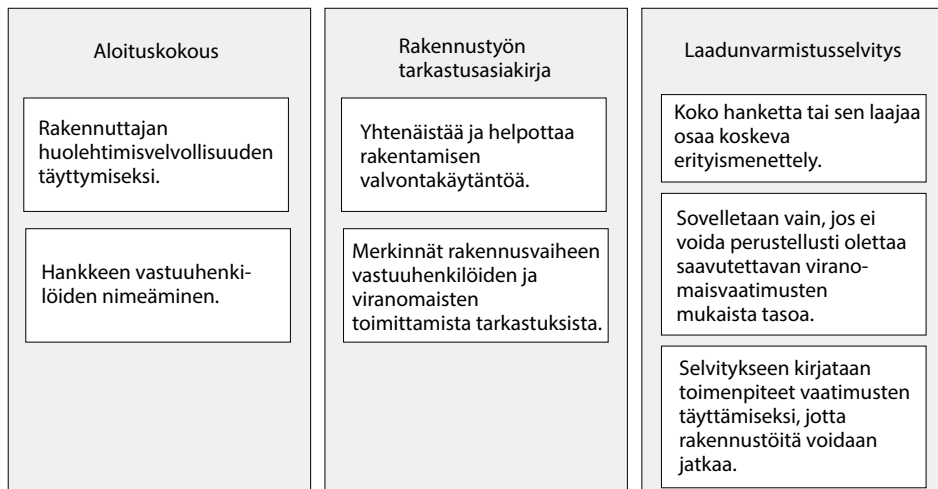 Aloituskokous
Rakennuttajan
huolehtimisvelvollisuuden
täyttymiseksi.
Hankkeen vastuuhenki-
löiden nimeäminen.
Rakennustyön
tarkastusasiakirja
Yhtenäistää ja helpottaa
rakentamisen
valvontakäytäntöä.
Merkinnät rakennusvaiheen
vastuuhenkilöiden ja
viranomaisten
toimittamista tarkastuksista.
Laadunvarmistusselvitys
Koko hanketta tai sen laajaa
osaa koskeva
erityismenettely.
Sovelletaan vain, jos ei
voida perustellusti olettaa
saavutettavan virano-
maisvaatimusten
mukaista tasoa.
Selvitykseen kirjataan
toimenpiteet vaatimusten
täyttämiseksi, jotta
rakennustöitä voidaan
jatkaa.